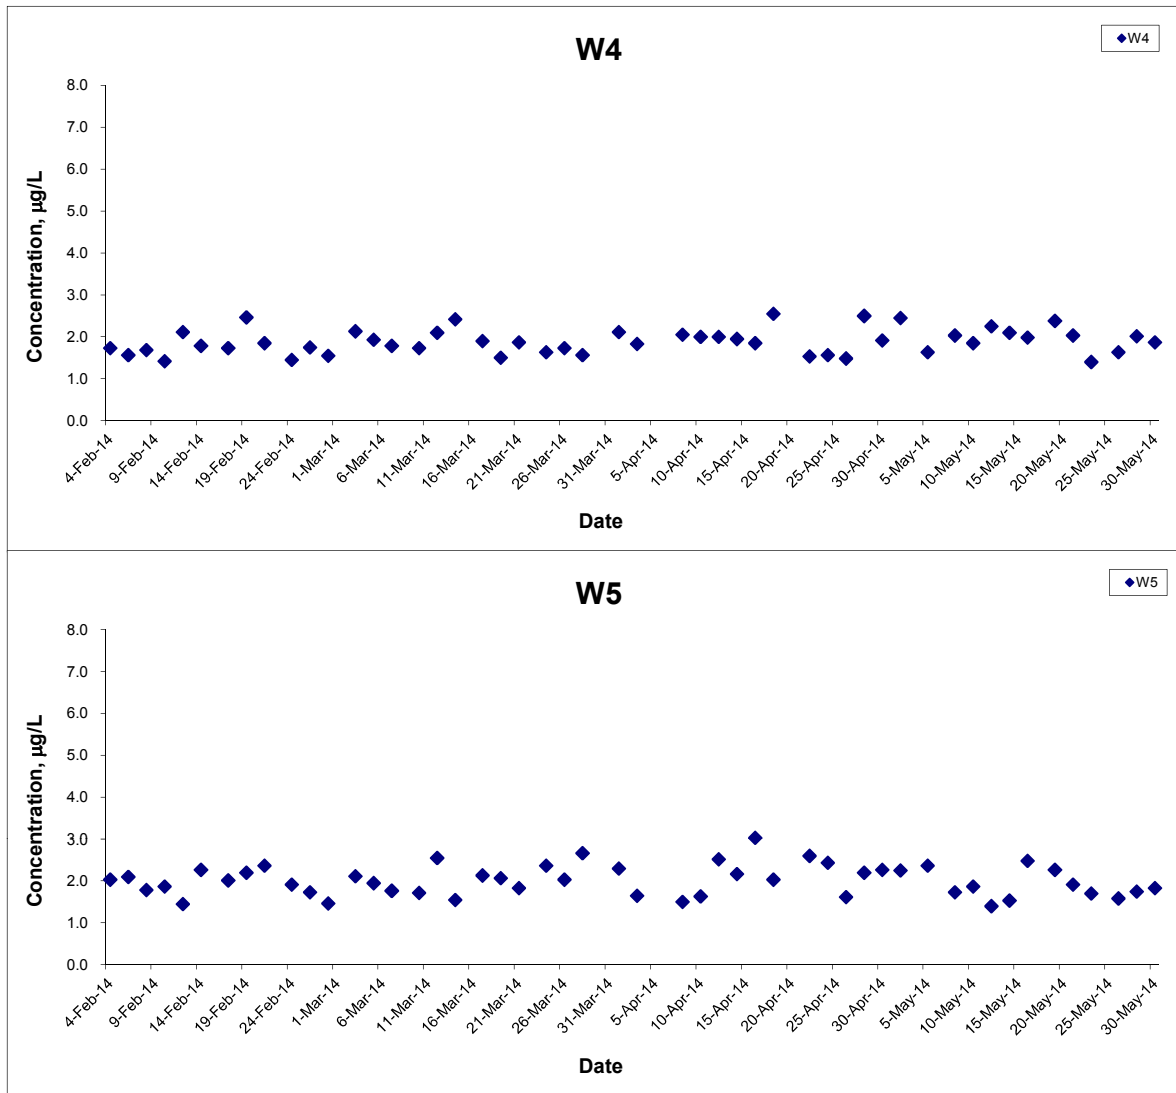 W4
W4
8.0
7.0
6.0
5.0
4.0
3.0
2.0
1.0
0.0
Concentration, µg/L
4-Feb-14
9-Feb-14
14-Feb-14
19-Feb-14
24-Feb-14
1-Mar-14
6-Mar-14
11-Mar-14
16-Mar-14
21-Mar-14
26-Mar-14
31-Mar-14
5-Apr-14
10-Apr-14
15-Apr-14
20-Apr-14
25-Apr-14
30-Apr-14
5-May-14
10-May-14
15-May-14
20-May-14
25-May-14
30-May-14
Date
W5
W5
8.0
7.0
6.0
5.0
4.0
3.0
2.0
1.0
0.0
Concentration, µg/L
4-Feb-14
9-Feb-14
14-Feb-14
19-Feb-14
24-Feb-14
1-Mar-14
6-Mar-14
11-Mar-14
16-Mar-14
21-Mar-14
26-Mar-14
31-Mar-14
5-Apr-14
10-Apr-14
15-Apr-14
20-Apr-14
25-Apr-14
30-Apr-14
5-May-14
10-May-14
15-May-14
20-May-14
25-May-14
30-May-14
Date